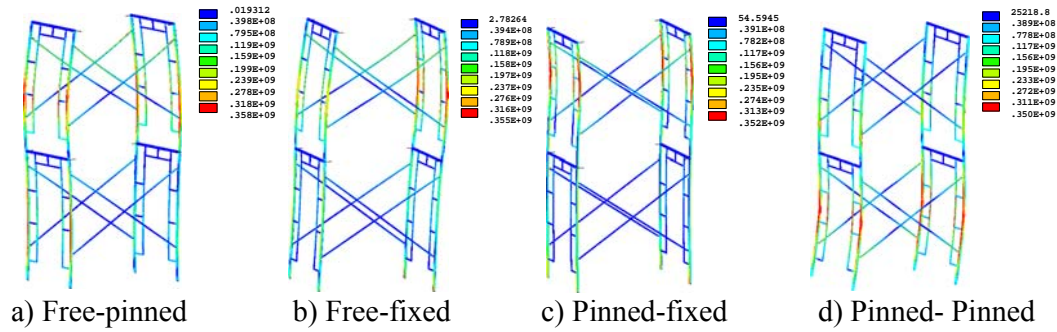 .019312
.398E+08
.795E+08
.119E+09
.159E+09
.199E+09
.239E+09
.278E+09
.318E+09
.358E+09
2.78264
.394E+08
.789E+08
.118E+09
.158E+09
.197E+09
.237E+09
.276E+09
.316E+09
.355E+09
54.5945
.391E+08
.782E+08
.117E+09
.156E+09
.195E+09
.235E+09
.274E+09
.313E+09
.352E+09
25218.8
.389E+08
.778E+08
.117E+09
.156E+09
.195E+09
.233E+09
.272E+09
.311E+09
.350E+09
a) Free-pinned
b) Free-fixed
c) Pinned-fixed
d) Pinned- Pinned